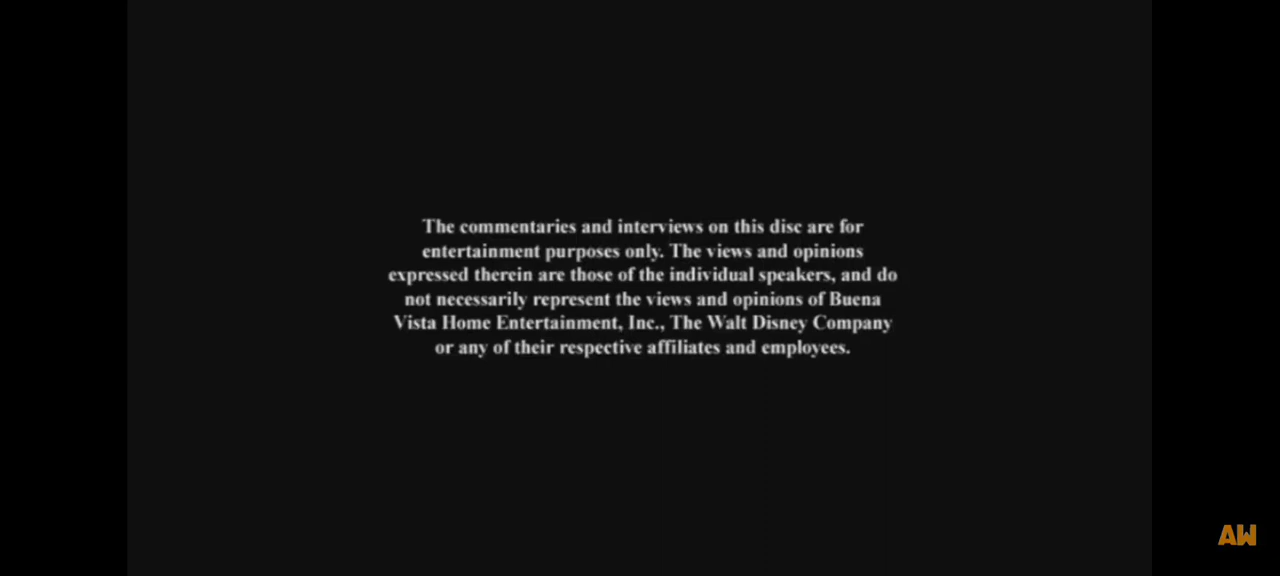 The commentaries and interviews on this disc are for
entertainment purposes only. The views and opinions
expressed therein are those of the individual speakers, and do
not necessarily represent the views and opinions of Buena
Vista Home Entertainment, Inc., The Walt Disney Company
or any of their respective affiliates and employees.
AW